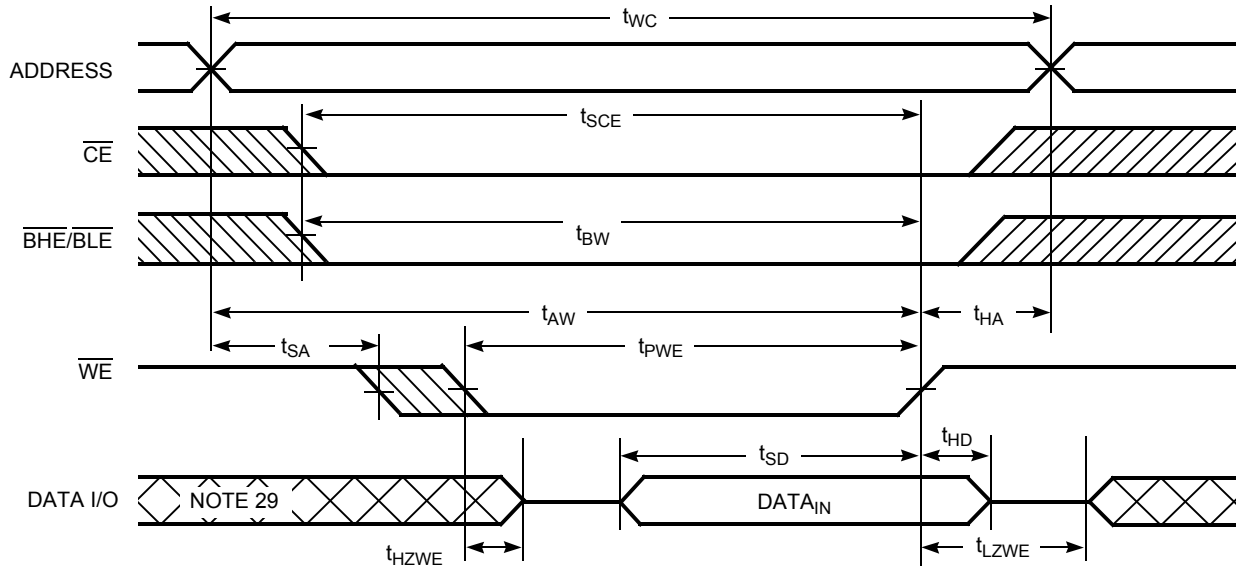 tWC
ADDRESS
tSCE
CE
tBW
BHE/BLE
tAW
tHA
tSA
tPWE
WE
tSD
tHD
DATA I/O
NOTE 29
DATAIN
tHZWE
tLZWE